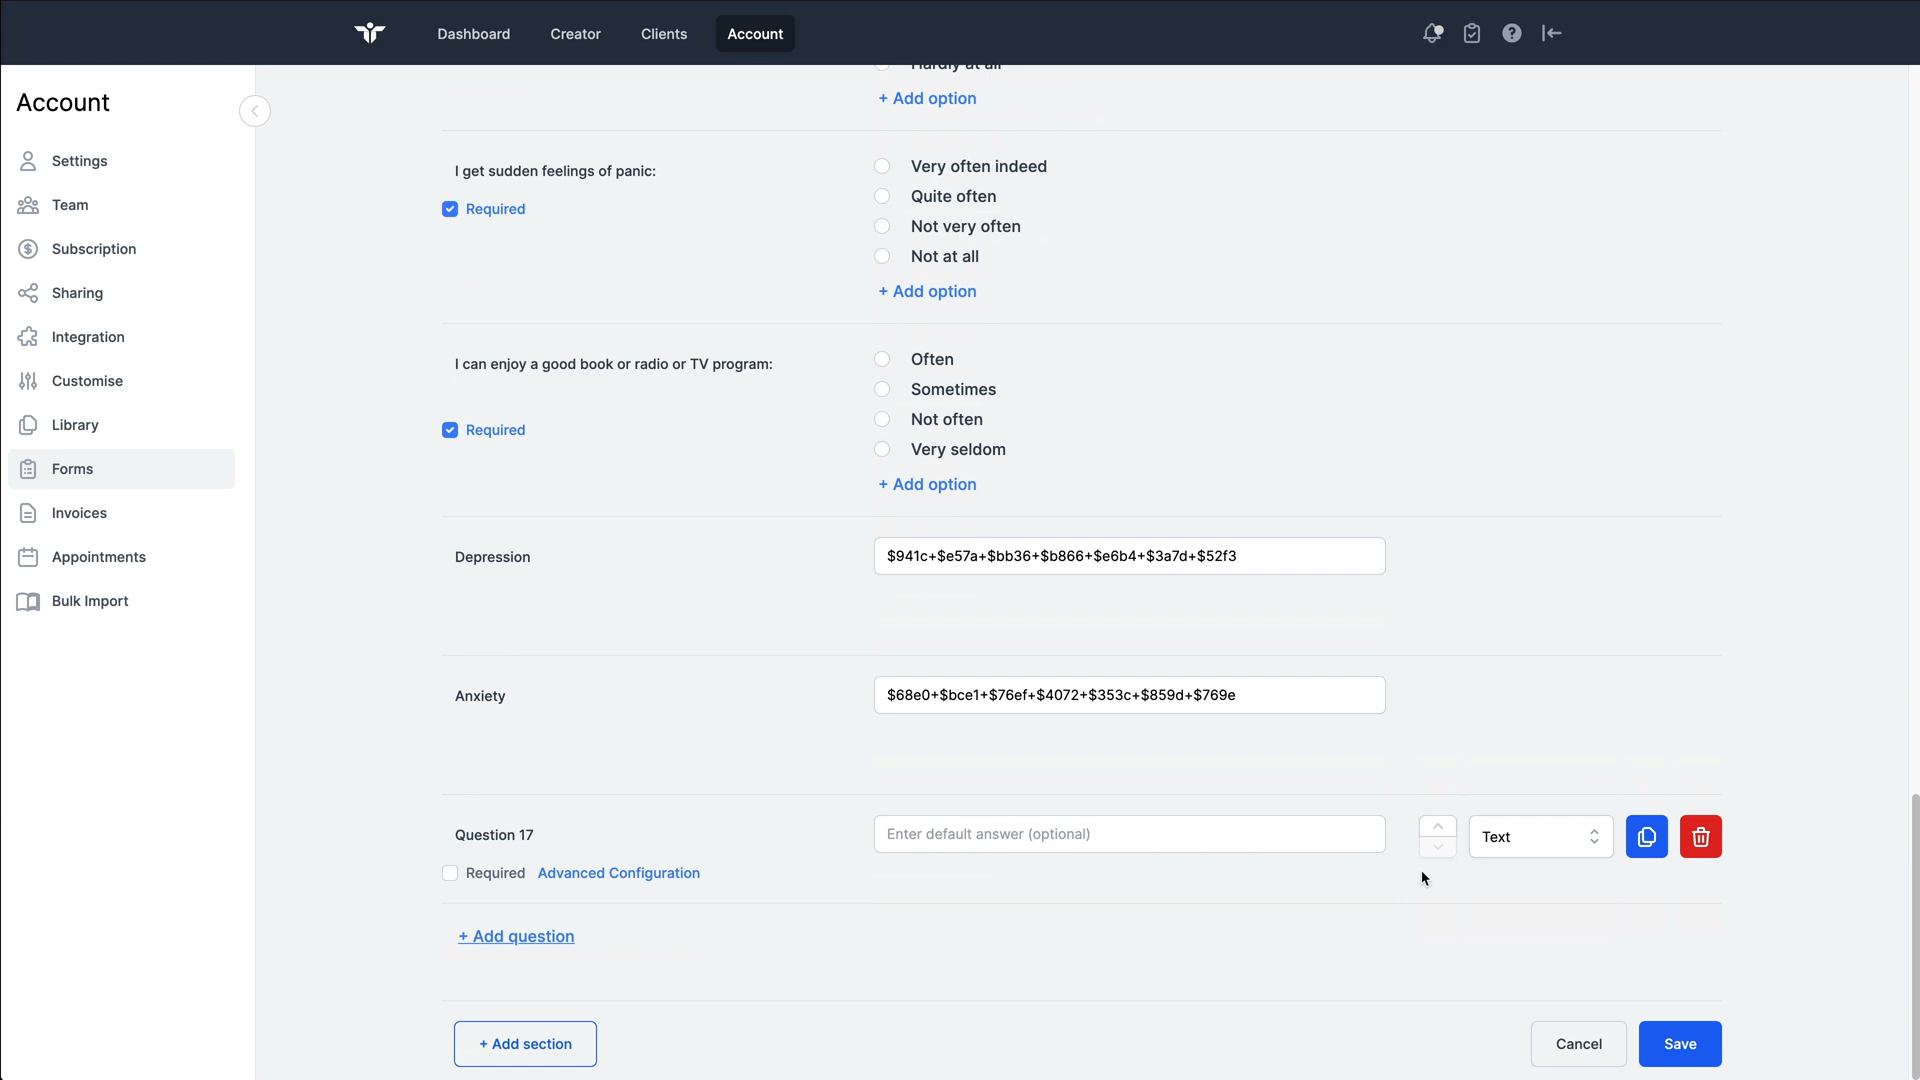 Dashboard
Creator
Clients
Account
Account
Settings
Team
Subscription
Sharing
Integration
Customise
Library
Forms
Invoices
Appointments
Bulk Import
Hardly at all
+ Add option
I get sudden feelings of panic:
Required
Very often indeed
Quite often
Not very often
Not at all
+ Add option
I can enjoy a good book or radio or TV program:
Required
Often
Sometimes
Not often
Very seldom
+ Add option
Depression
$941c+$e57a+$bb36+$b866+$e6b4+$3a7d+$52f3
Anxiety
$68e0+$bce1+$76ef+$4072+$353c+$859d+$769e
Question 17
Enter default answer (optional)
Text
Required Advanced Configuration
+ Add question
+ Add section
Cancel
Save